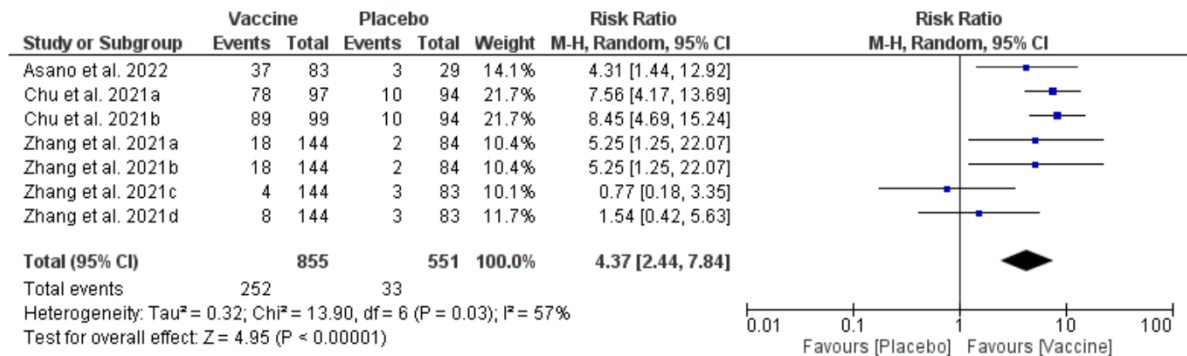 Vaccine Placebo Risk Ratio Risk Ratio
Study or Subgroup Events Total Events Total Weight M-H, Random, 95% CI M-H, Random, 95% CI
Asano et al. 2022 37 83 3 29 14.1% 4.31 [1.44, 12.92]
Chu et al. 2021a 78 97 10 94 21.7% 7.56 [4.17, 13.69]
Chu et al. 2021b 89 99 10 94 21.7% 8.45 [4.69, 15.24]
Zhang et al. 2021a 18 144 2 84 10.4% 5.25 [1.25, 22.07]
Zhang et al. 2021b 18 144 2 84 10.4% 5.25 [1.25, 22.07]
Zhang et al. 2021c 4 144 3 83 10.1% 0.77 [0.18, 3.35]
Zhang et al. 2021d 8 144 3 83 11.7% 1.54 [0.42, 5.63]
Total (95% CI) 855 551 100.0% 4.37 [2.44, 7.84]
Total events 252 33
Heterogeneity: Tau² = 0.32; Chi² = 13.90, df = 6 (P = 0.03); I² = 57%
Test for overall effect: Z = 4.95 (P < 0.00001)
0.01 0.1 1 10 100
Favours [Placebo] Favours [Vaccine]